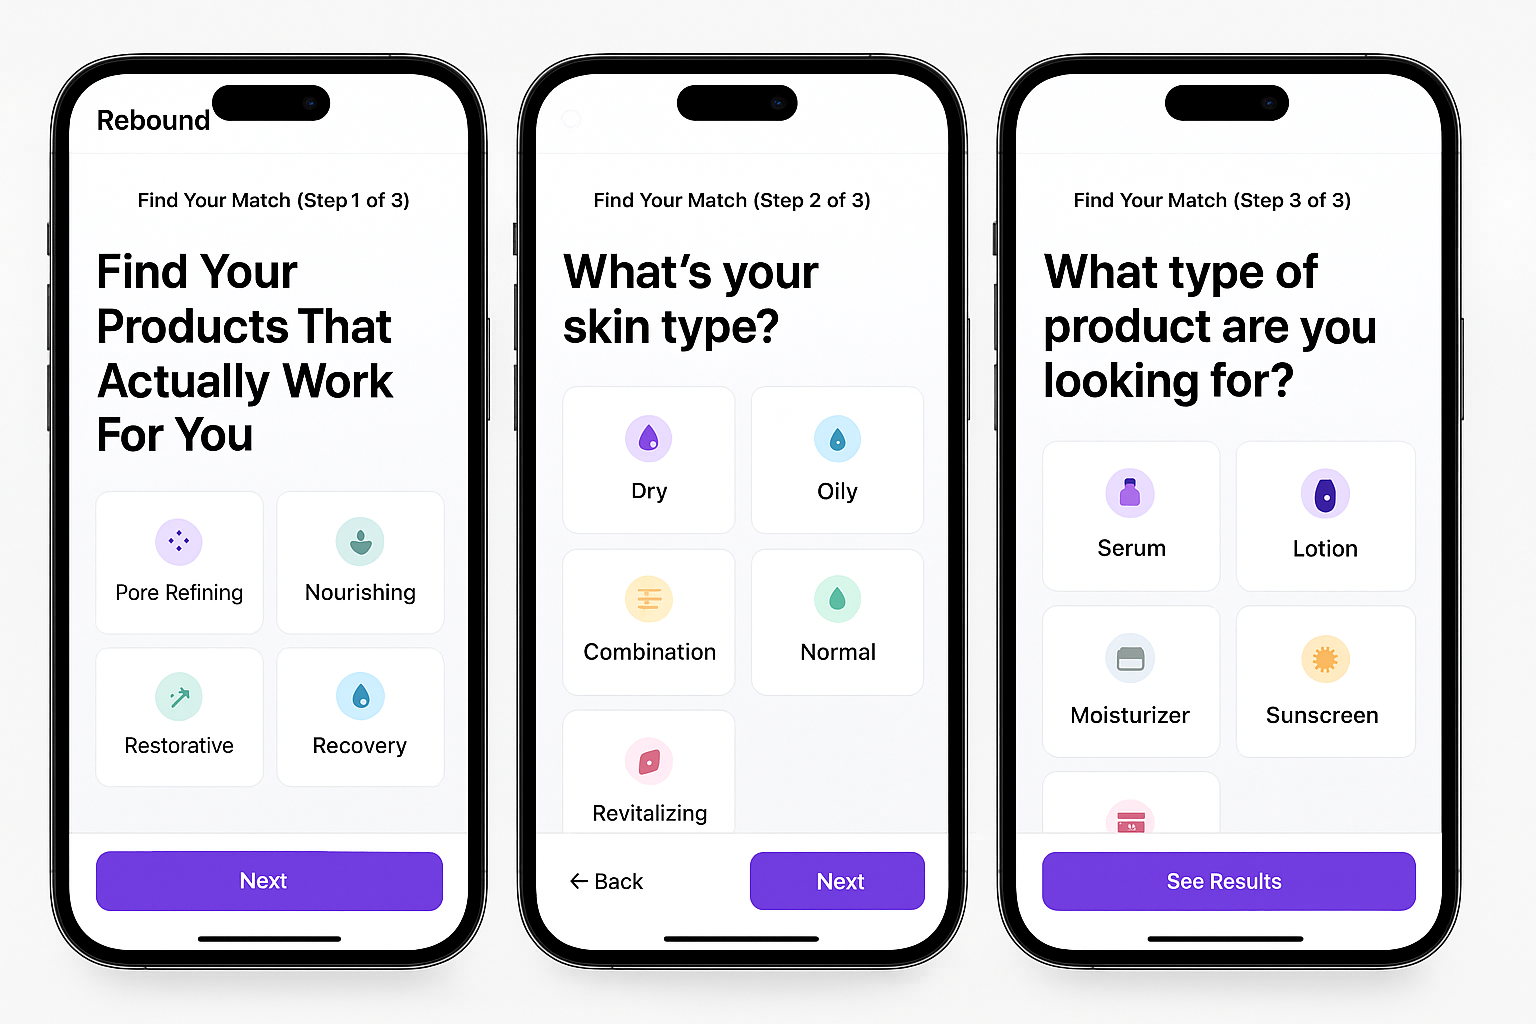 Rebound
Find Your Match (Step 1 of 3)
Find Your
Products That
Actually Work
For You
Pore Refining
Nourishing
Restorative
Recovery
Next
Find Your Match (Step 2 of 3)
What’s your
skin type?
Dry
Oily
Combination
Normal
Revitalizing
← Back
Next
Find Your Match (Step 3 of 3)
What type of
product are you
looking for?
Serum
Lotion
Moisturizer
Sunscreen
See Results